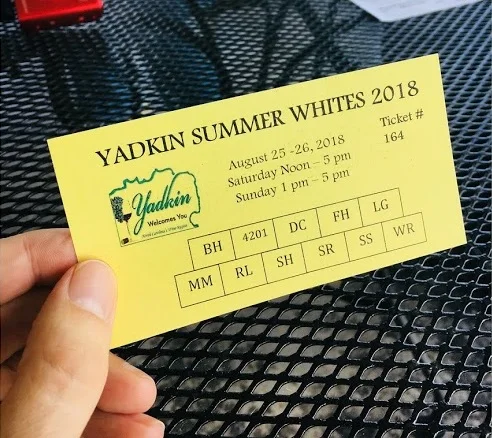 YADKIN SUMMER WHITES 2018
August 25 -26, 2018
Saturday Noon – 5 pm
Sunday 1 pm – 5 pm
Ticket #
164
Yadkin
Welcomes You
BH 4201 DC FH LG
MM RL SH SR SS WR